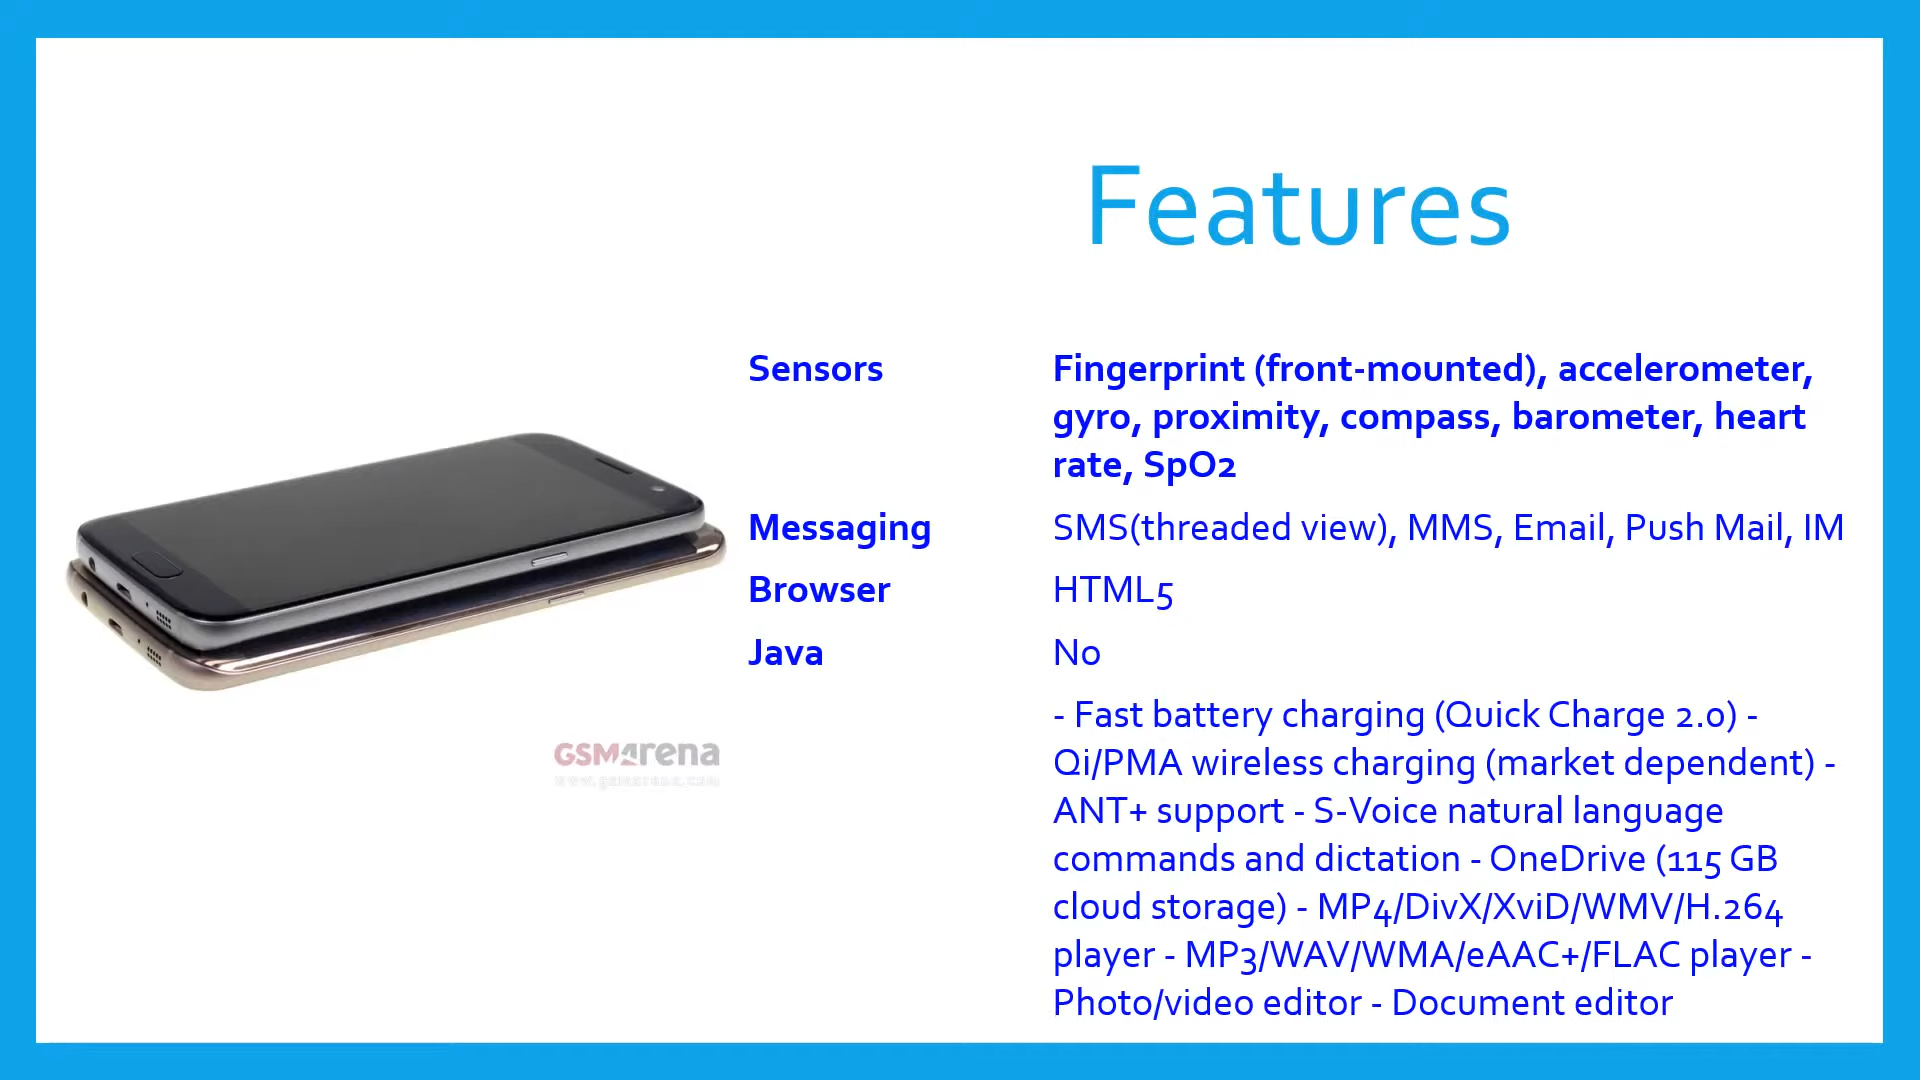 Features
Sensors
Fingerprint (front-mounted), accelerometer,
gyro, proximity, compass, barometer, heart
rate, SpO2
Messaging
SMS(threaded view), MMS, Email, Push Mail, IM
Browser
HTML5
Java
No
- Fast battery charging (Quick Charge 2.0) -
Qi/PMA wireless charging (market dependent) -
ANT+ support - S-Voice natural language
commands and dictation - OneDrive (115 GB
cloud storage) - MP4/DivX/XviD/WMV/H.264
player - MP3/WAV/WMA/eAAC+/FLAC player -
Photo/video editor - Document editor
GSMArena
www.gsmarena.com